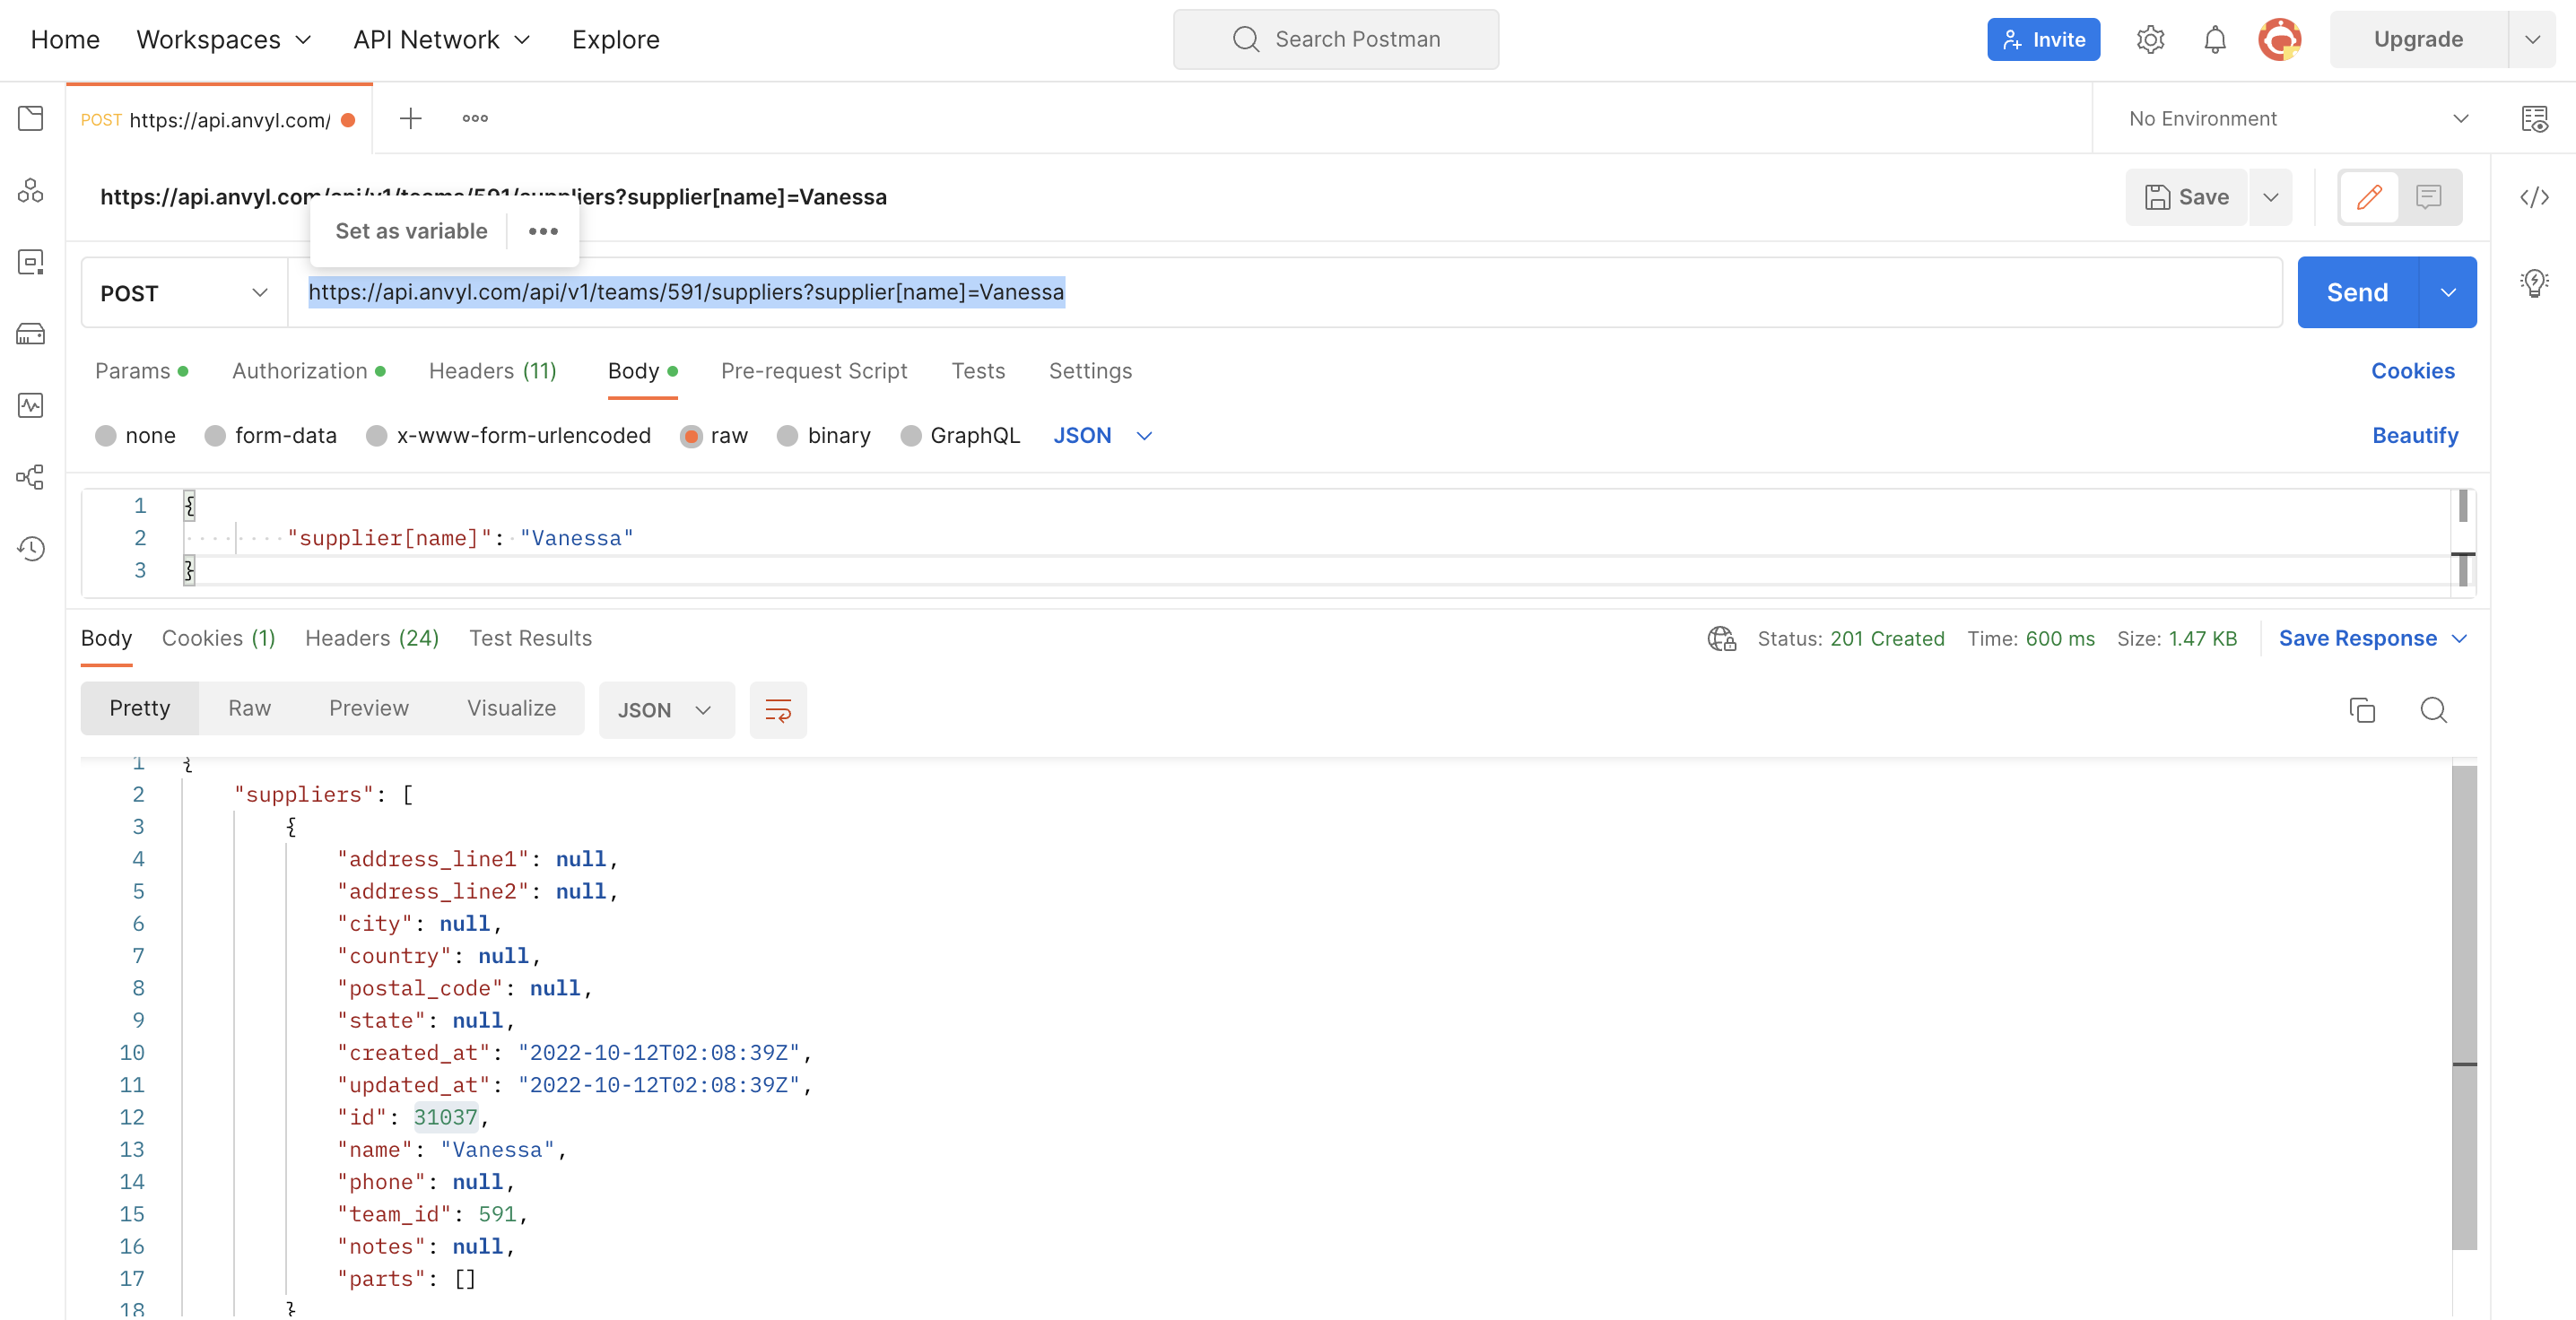 Home Workspaces API Network Explore Search Postman Invite Upgrade
POST https://api.anvyl.com/ No Environment
https://api.anvyl.com/api/v1/teams/591/suppliers?supplier[name]=Vanessa Save
Set as variable
POST https://api.anvyl.com/api/v1/teams/591/suppliers?supplier[name]=Vanessa Send
Params Authorization Headers (11) Body Pre-request Script Tests Settings Cookies
none form-data x-www-form-urlencoded raw binary GraphQL JSON Beautify
1 {
2 "supplier[name]": "Vanessa"
3 }
Body Cookies (1) Headers (24) Test Results Status: 201 Created Time: 600 ms Size: 1.47 KB Save Response
Pretty Raw Preview Visualize JSON
1 {
2 "suppliers": [
3 {
4 "address_line1": null,
5 "address_line2": null,
6 "city": null,
7 "country": null,
8 "postal_code": null,
9 "state": null,
10 "created_at": "2022-10-12T02:08:39Z",
11 "updated_at": "2022-10-12T02:08:39Z",
12 "id": 31037,
13 "name": "Vanessa",
14 "phone": null,
15 "team_id": 591,
16 "notes": null,
17 "parts": []
18 }